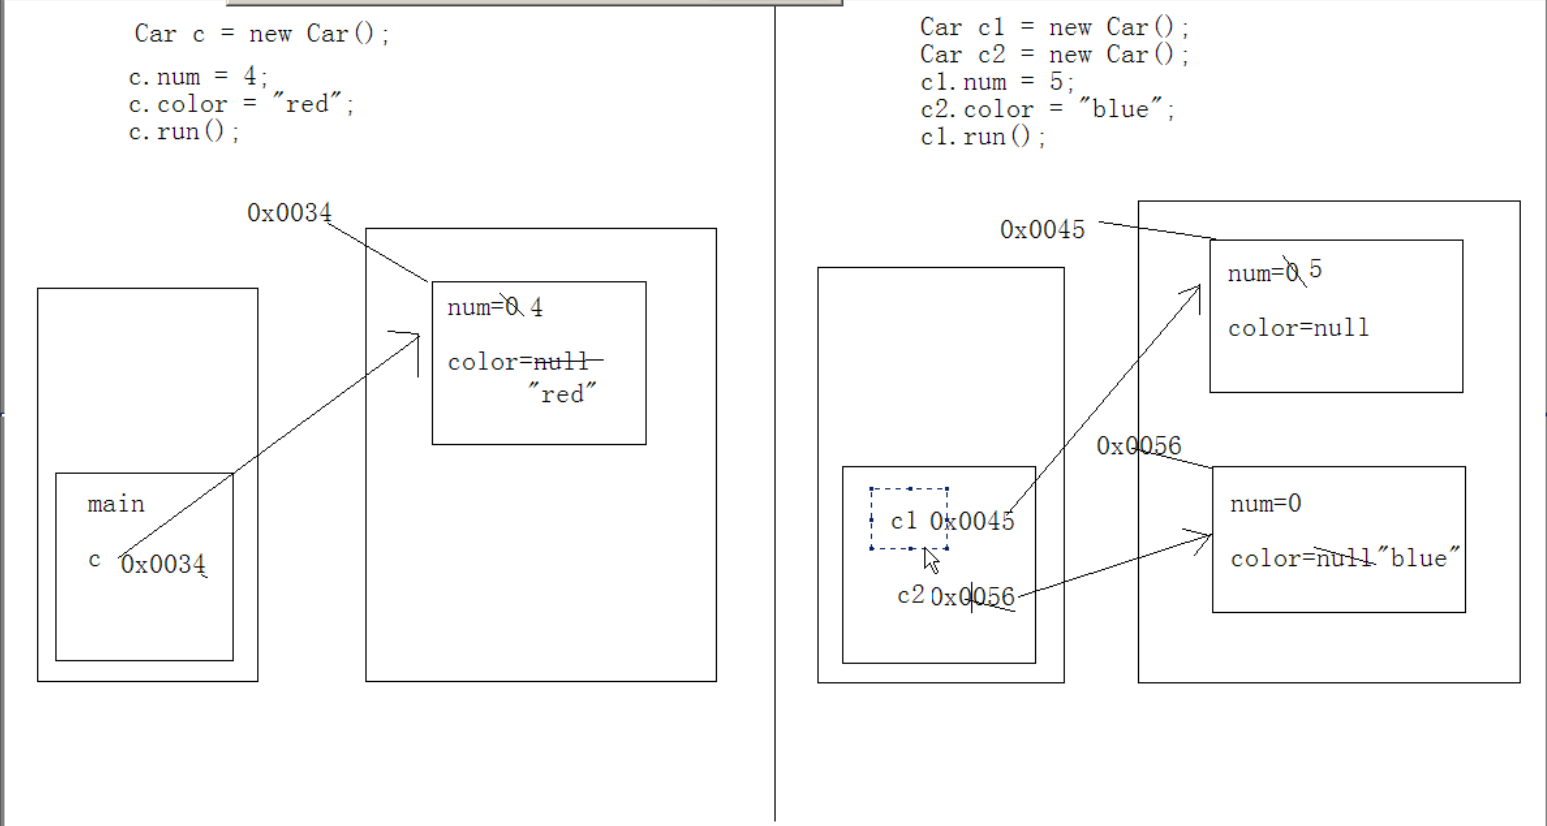 Car c = new Car();
c.num = 4;
c.color = "red";
c.run();
0x0034
num=0 4
color=null
"red"
main
c 0x0034
Car c1 = new Car();
Car c2 = new Car();
c1.num = 5;
c2.color = "blue";
c1.run();
0x0045
num=0 5
color=null
0x0056
c1 0x0045
num=0
color=null"blue"
c2 0x0056